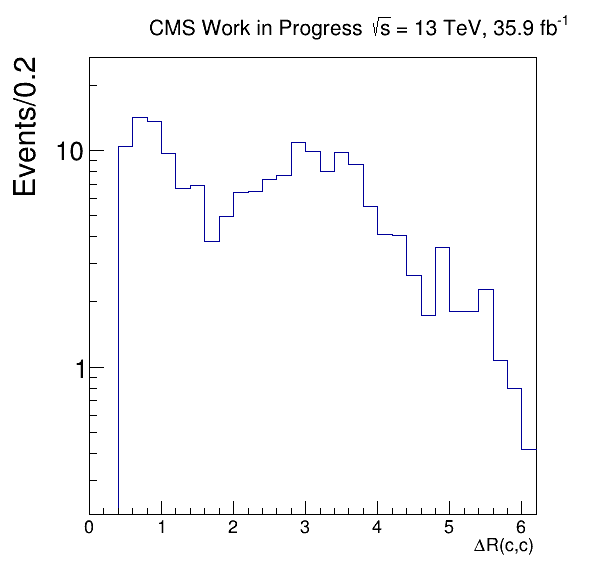 CMS Work in Progress √s = 13 TeV, 35.9 fb⁻¹
Events/0.2
10
1
0 1 2 3 4 5 6
ΔR(c,c)